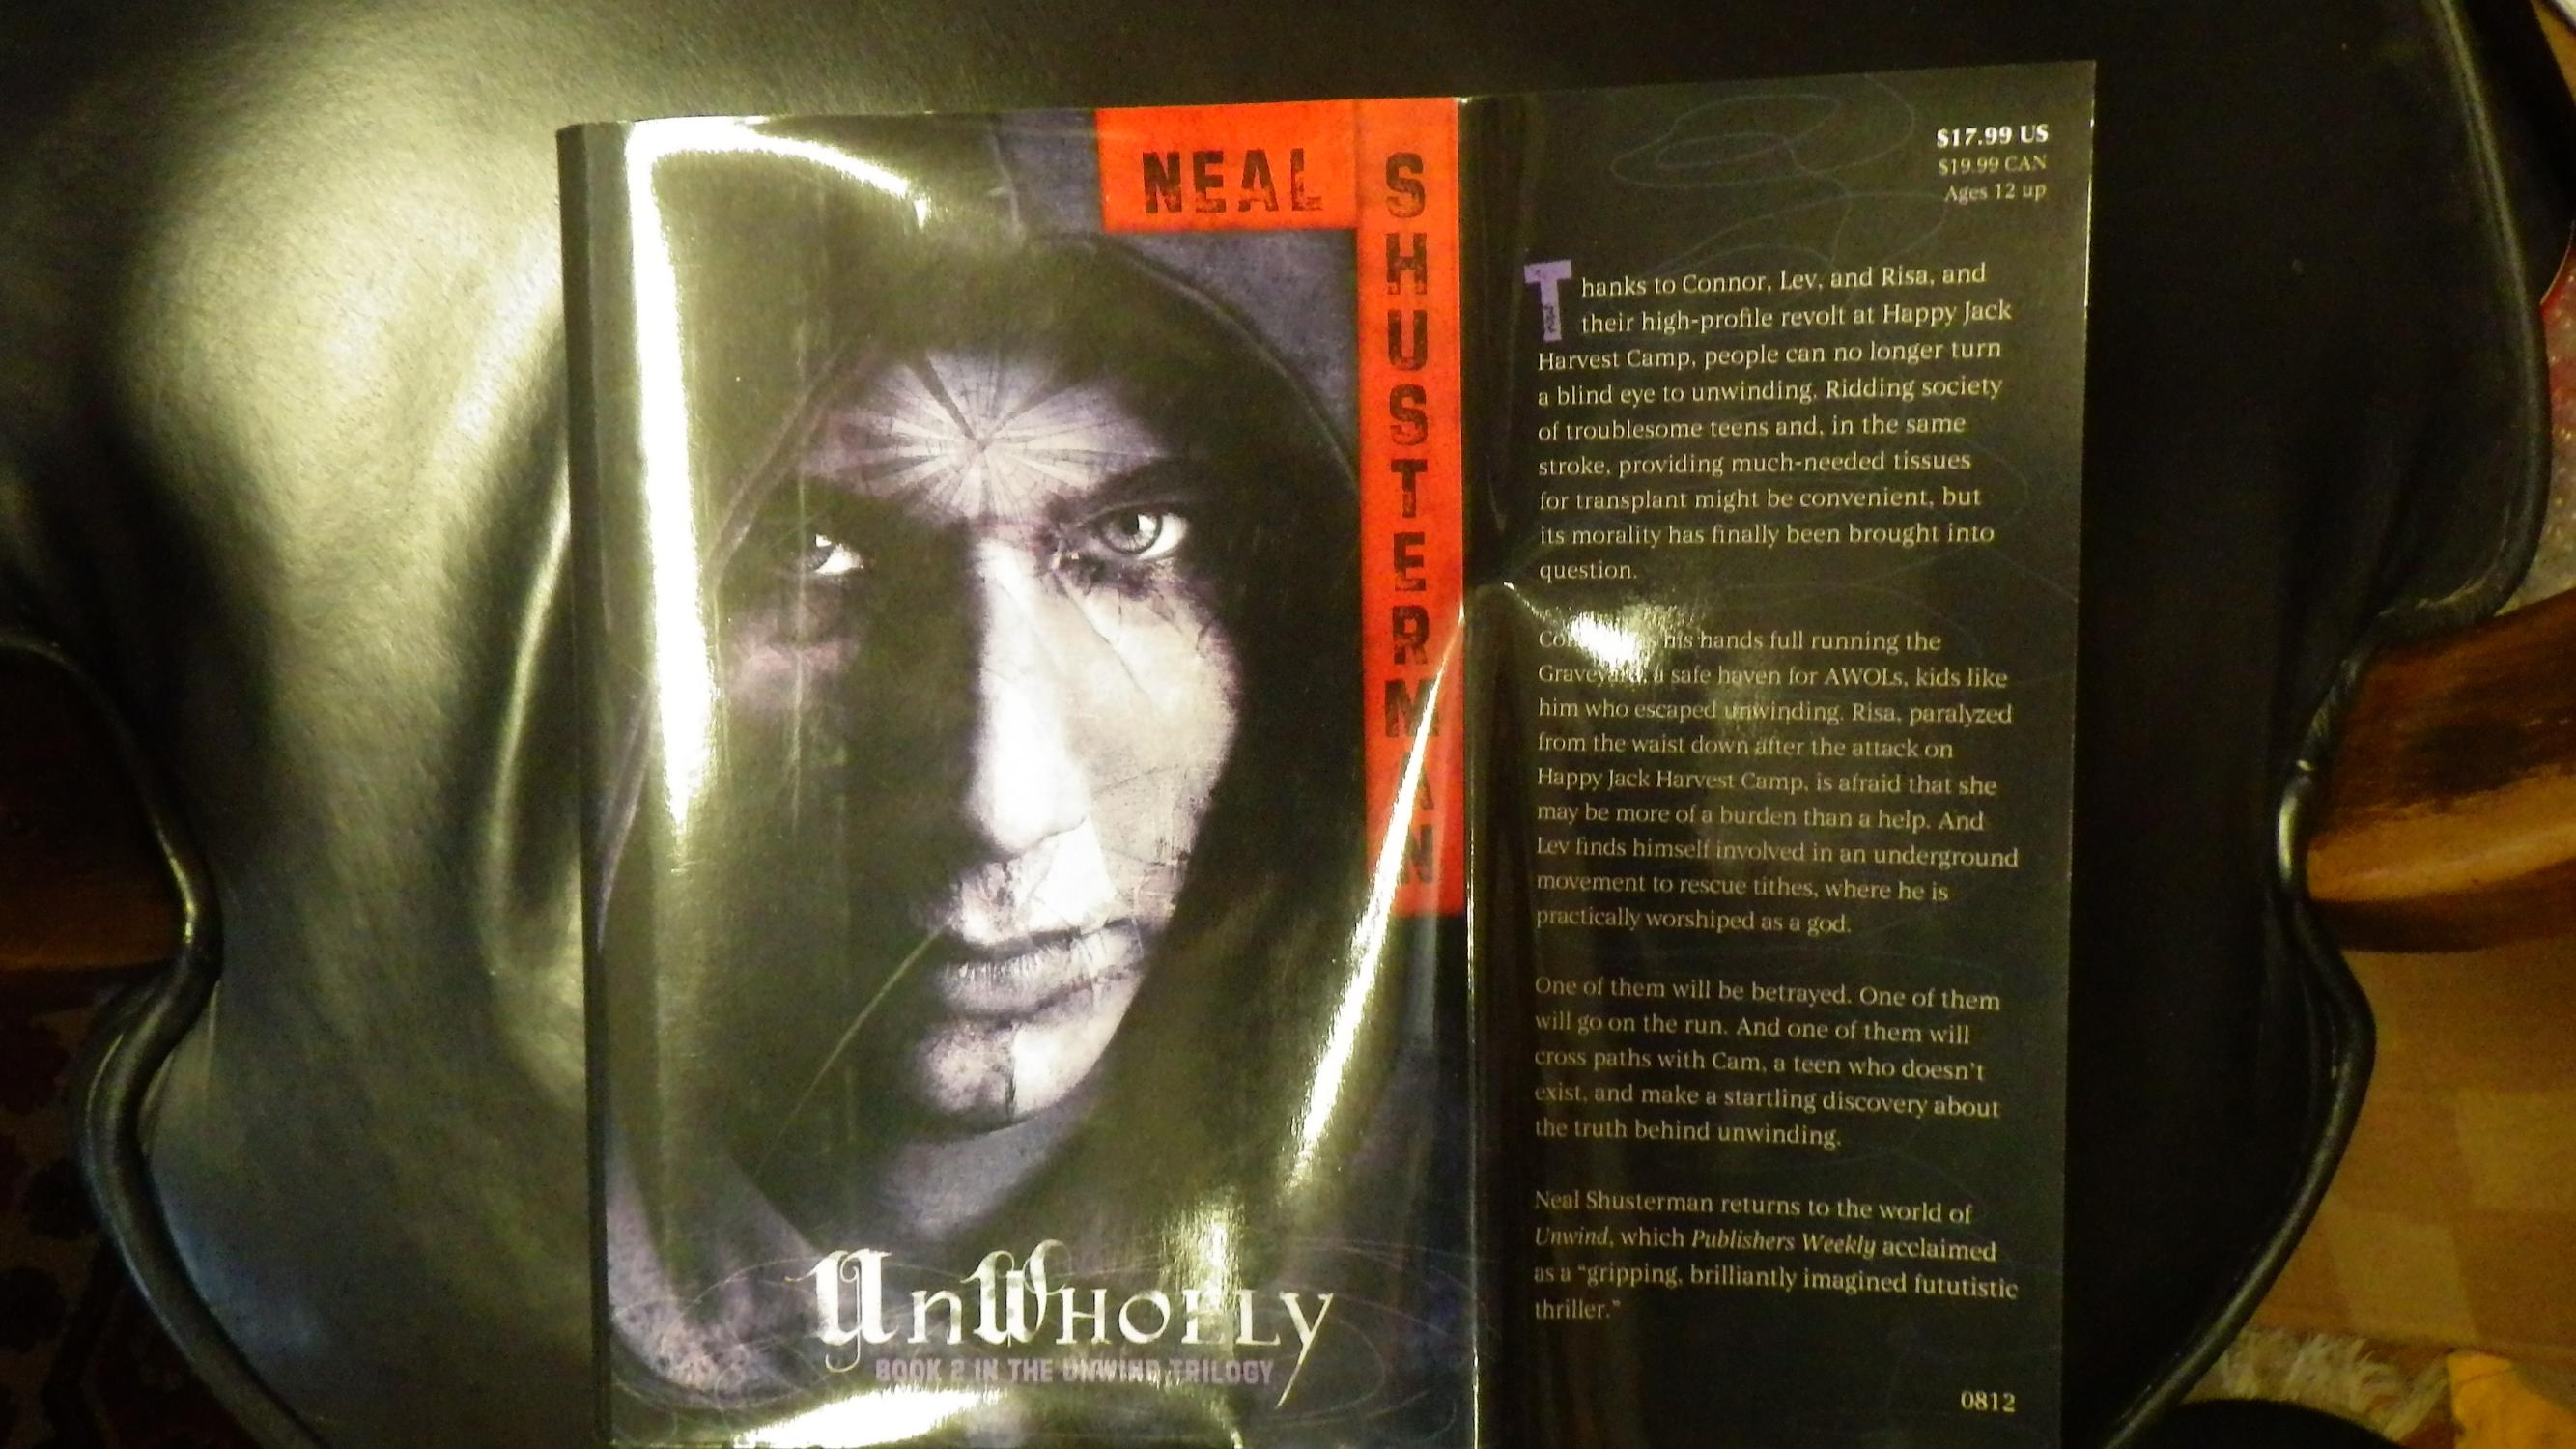 NEAL
SHUSTERMAN
UnWHOLLY
BOOK 2 IN THE UNWIND TRILOGY
$17.99 US
$19.99 CAN
Ages 12 up
Thanks to Connor, Lev, and Risa, and
their high-profile revolt at Happy Jack
Harvest Camp, people can no longer turn
a blind eye to unwinding. Ridding society
of troublesome teens and, in the same
stroke, providing much-needed tissues
for transplant might be convenient, but
its morality has finally been brought into
question.
his hands full running the
Graveyard, a safe haven for AWOLs, kids like
him who escaped unwinding. Risa, paralyzed
from the waist down after the attack on
Happy Jack Harvest Camp, is afraid that she
may be more of a burden than a help. And
Lev finds himself involved in an underground
movement to rescue tithes, where he is
practically worshiped as a god.
One of them will be betrayed. One of them
will go on the run. And one of them will
cross paths with Cam, a teen who doesn't
exist, and make a startling discovery about
the truth behind unwinding.
Neal Shusterman returns to the world of
Unwind, which Publishers Weekly acclaimed
as a "gripping, brilliantly imagined fututistic
thriller."
0812